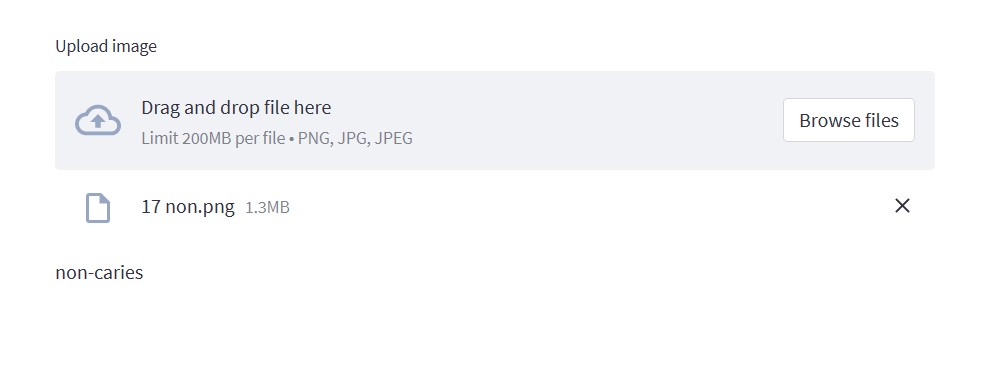 Upload image
Drag and drop file here
Limit 200MB per file • PNG, JPG, JPEG
Browse files
17 non.png 1.3MB
non-caries